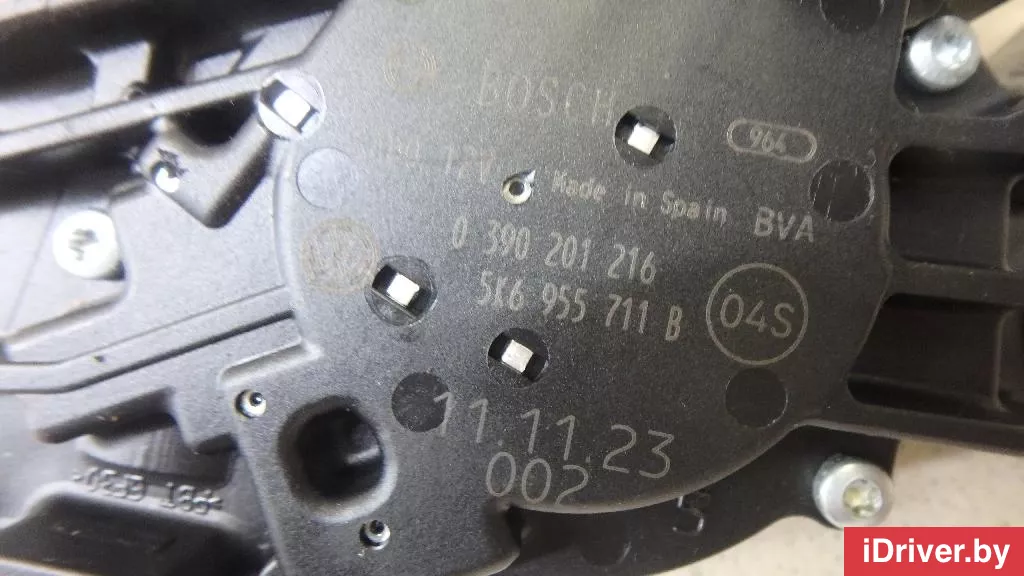 BOSCH
964
12V
Made in Spain BVA
0 390 201 216
5K6 955 711 B
04S
11.11.23
002
iDriver.by